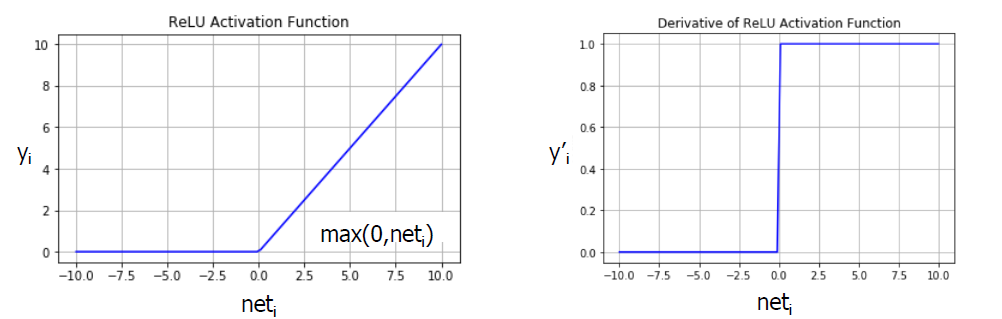 ReLU Activation Function
10
8
6
4
2
0
yᵢ
max(0,netᵢ)
−10.0 −7.5 −5.0 −2.5 0.0 2.5 5.0 7.5 10.0
netᵢ
Derivative of ReLU Activation Function
1.0
0.8
0.6
0.4
0.2
0.0
y′ᵢ
−10.0 −7.5 −5.0 −2.5 0.0 2.5 5.0 7.5 10.0
netᵢ